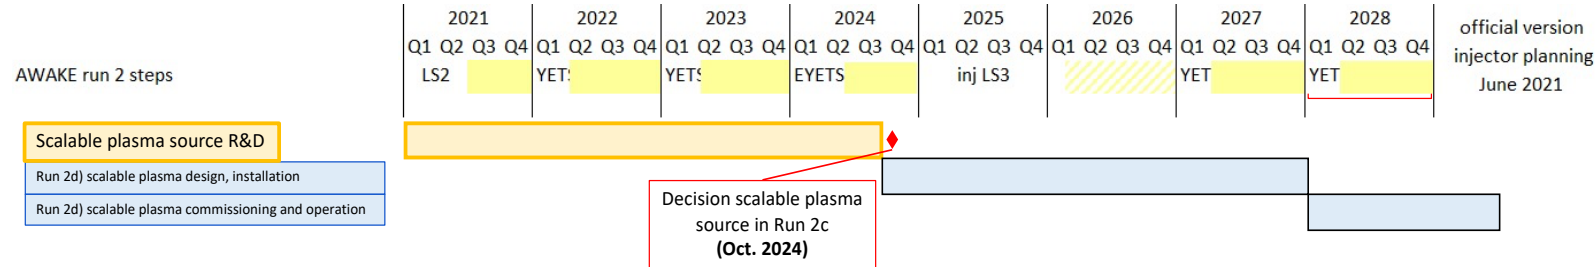 2021 2022 2023 2024 2025 2026 2027 2028
Q1 Q2 Q3 Q4 Q1 Q2 Q3 Q4 Q1 Q2 Q3 Q4 Q1 Q2 Q3 Q4 Q1 Q2 Q3 Q4 Q1 Q2 Q3 Q4 Q1 Q2 Q3 Q4 Q1 Q2 Q3 Q4
official version
injector planning
June 2021
AWAKE run 2 steps
LS2 YETS YETS EYETS inj LS3 YET YET
Scalable plasma source R&D
Run 2d) scalable plasma design, installation
Run 2d) scalable plasma commissioning and operation
Decision scalable plasma
source in Run 2c
(Oct. 2024)